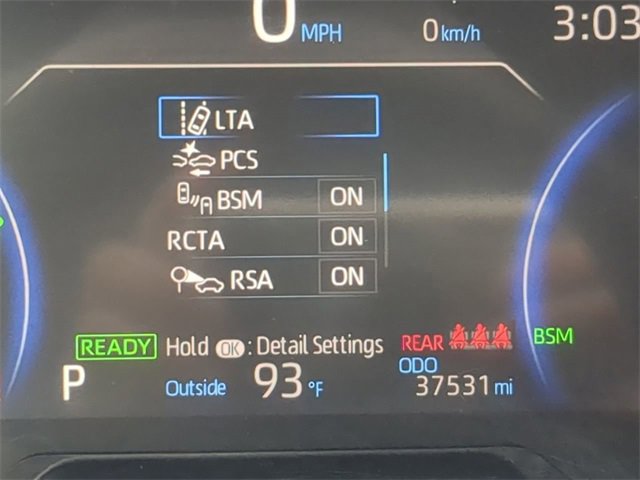 0 MPH 0 km/h 3:03
LTA
PCS
BSM ON
RCTA ON
RSA ON
READY Hold OK : Detail Settings REAR BSM
ODO
P Outside 93 °F 37531 mi